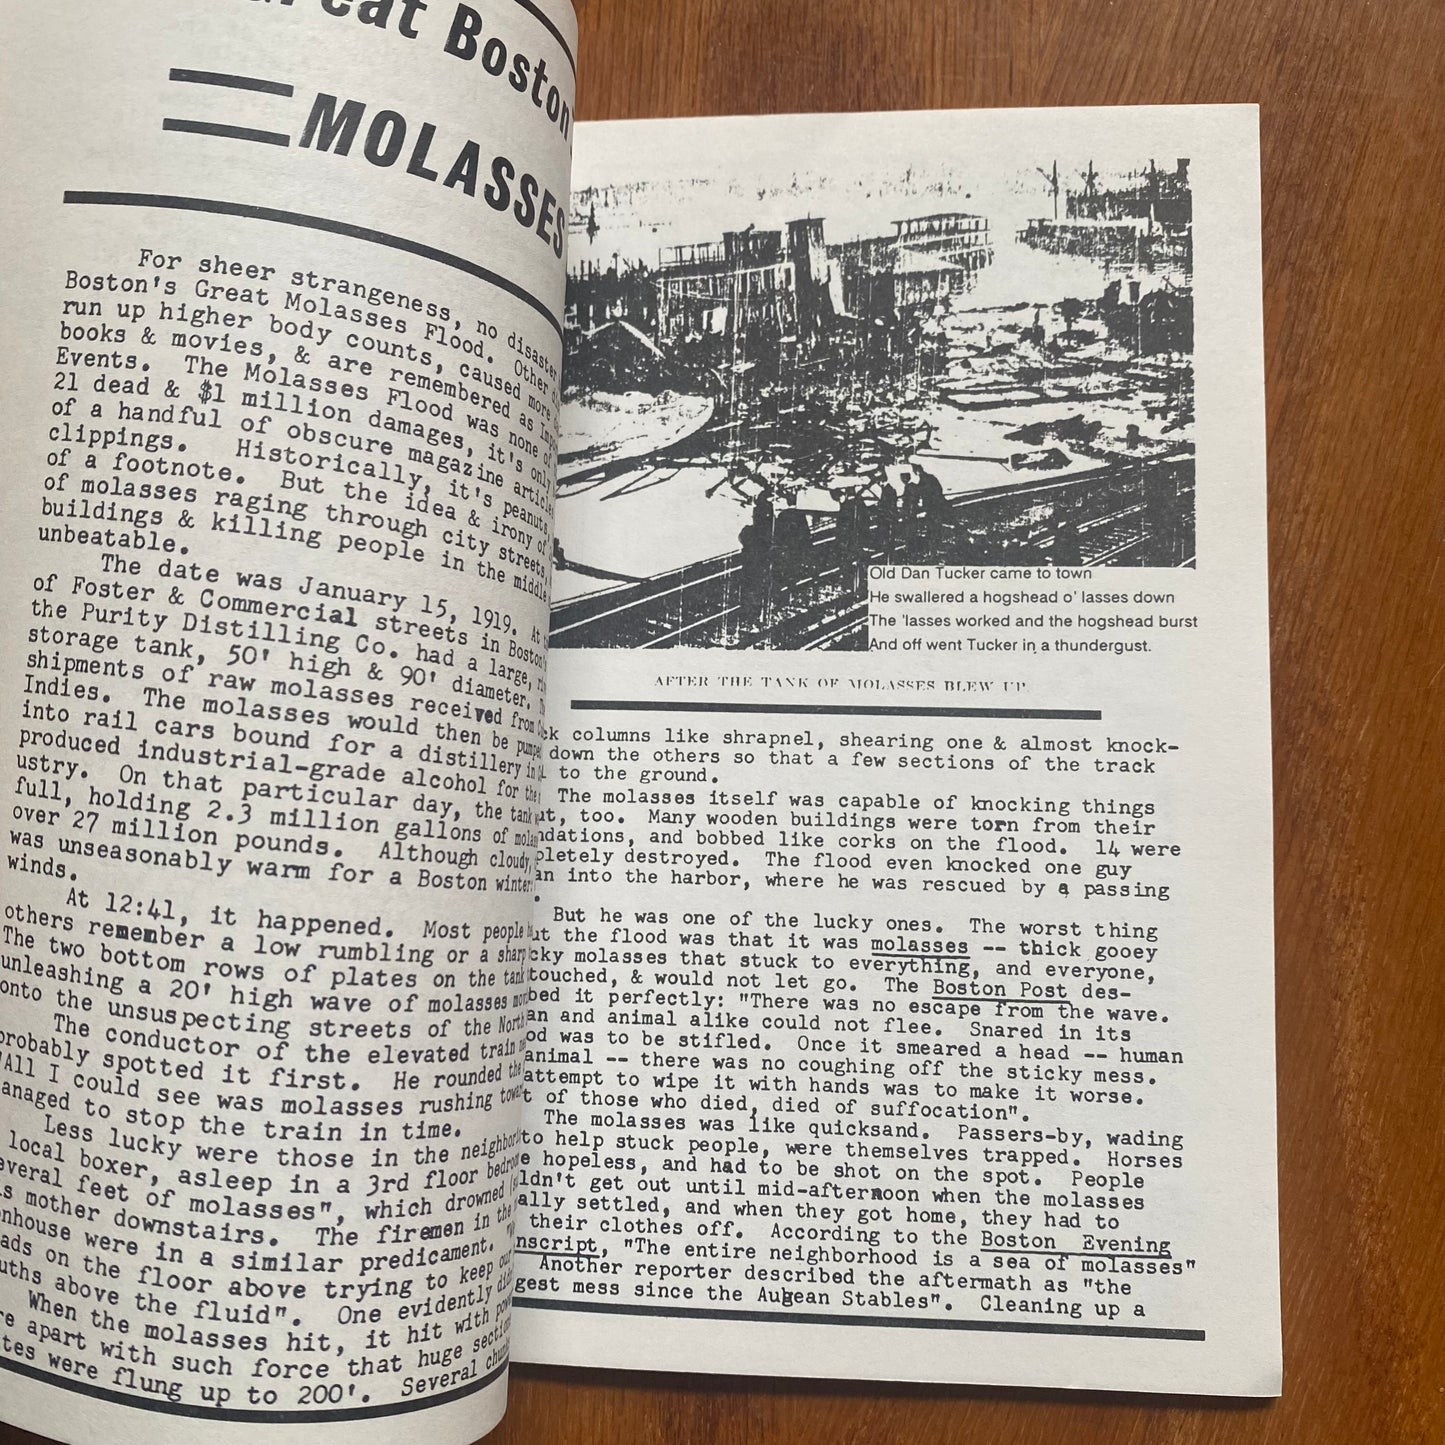 Great Boston
MOLASSES
For sheer strangeness, no disaster
Boston's Great Molasses Flood. Other
run up higher body counts, caused more
books & movies, & are remembered as
Events. The Molasses Flood was none of
21 dead & $1 million damages, it's only
of a handful of obscure magazine
clippings. Historically, it's peanuts,
of a footnote. But the idea & irony of
of molasses raging through city streets,
buildings & killing people in the middle
unbeatable.
The date was January 15, 1919. At
of Foster & Commercial streets in Boston's
the Purity Distilling Co. had a large,
storage tank, 50' high & 90' diameter.
shipments of raw molasses received from
Indies. The molasses would then be pumped
into rail cars bound for a distillery in
produced industrial-grade alcohol for the
ustry. On that particular day, the tank
full, holding 2.3 million gallons of
over 27 million pounds. Although cloudy,
was unseasonably warm for a Boston winter:
winds.
At 12:41, it happened. Most people
others remember a low rumbling or a sharp
The two bottom rows of plates on the tank
unleashing a 20' high wave of molasses
onto the unsuspecting streets of the North
The conductor of the elevated train
probably spotted it first. He rounded the
"All I could see was molasses rushing
anaged to stop the train in time.
Less lucky were those in the
local boxer, asleep in a 3rd floor
everal feet of molasses", which drowned
s mother downstairs. The firemen in the
nhouse were in a similar predicament.
ads on the floor above trying to keep our
uths above the fluid". One evidently
When the molasses hit, it hit with
re apart with such force that huge
tes were flung up to 200'. Several
Old Dan Tucker came to town
He swallered a hogshead o' lasses down
The 'lasses worked and the hogshead burst
And off went Tucker in a thundergust.
AFTER THE TANK OF MOLASSES BLEW UP
ck columns like shrapnel, shearing one & almost knock-
down the others so that a few sections of the track
to the ground.
The molasses itself was capable of knocking things
ut, too. Many wooden buildings were torn from their
ndations, and bobbed like corks on the flood. 14 were
pletely destroyed. The flood even knocked one guy
an into the harbor, where he was rescued by a passing
But he was one of the lucky ones. The worst thing
ut the flood was that it was molasses -- thick gooey
cky molasses that stuck to everything, and everyone,
touched, & would not let go. The Boston Post des-
bed it perfectly: "There was no escape from the wave.
an and animal alike could not flee. Snared in its
od was to be stifled. Once it smeared a head -- human
animal -- there was no coughing off the sticky mess.
attempt to wipe it with hands was to make it worse.
t of those who died, died of suffocation".
The molasses was like quicksand. Passers-by, wading
to help stuck people, were themselves trapped. Horses
e hopeless, and had to be shot on the spot. People
ldn't get out until mid-afternoon when the molasses
ally settled, and when they got home, they had to
their clothes off. According to the Boston Evening
nscript, "The entire neighborhood is a sea of molasses"
Another reporter described the aftermath as "the
gest mess since the Augean Stables". Cleaning up a